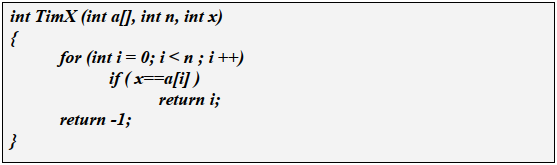 int TimX (int a[], int n, int x)
{
for (int i = 0; i < n ; i ++)
if ( x==a[i] )
return i;
return -1;
}